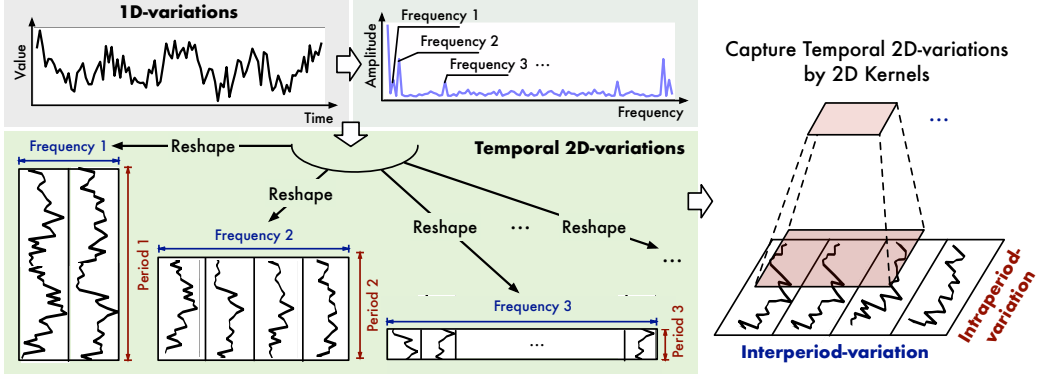 1D-variations
Value
Time
Amplitude
Frequency 1
Frequency 2
Frequency 3 ...
Frequency
Temporal 2D-variations
Frequency 1
Reshape
Period 1
Reshape
Frequency 2
Period 2
Reshape
...
Reshape
...
Frequency 3
...
Period 3
Capture Temporal 2D-variations
by 2D Kernels
...
Interperiod-variation
Intraperiod-
variation